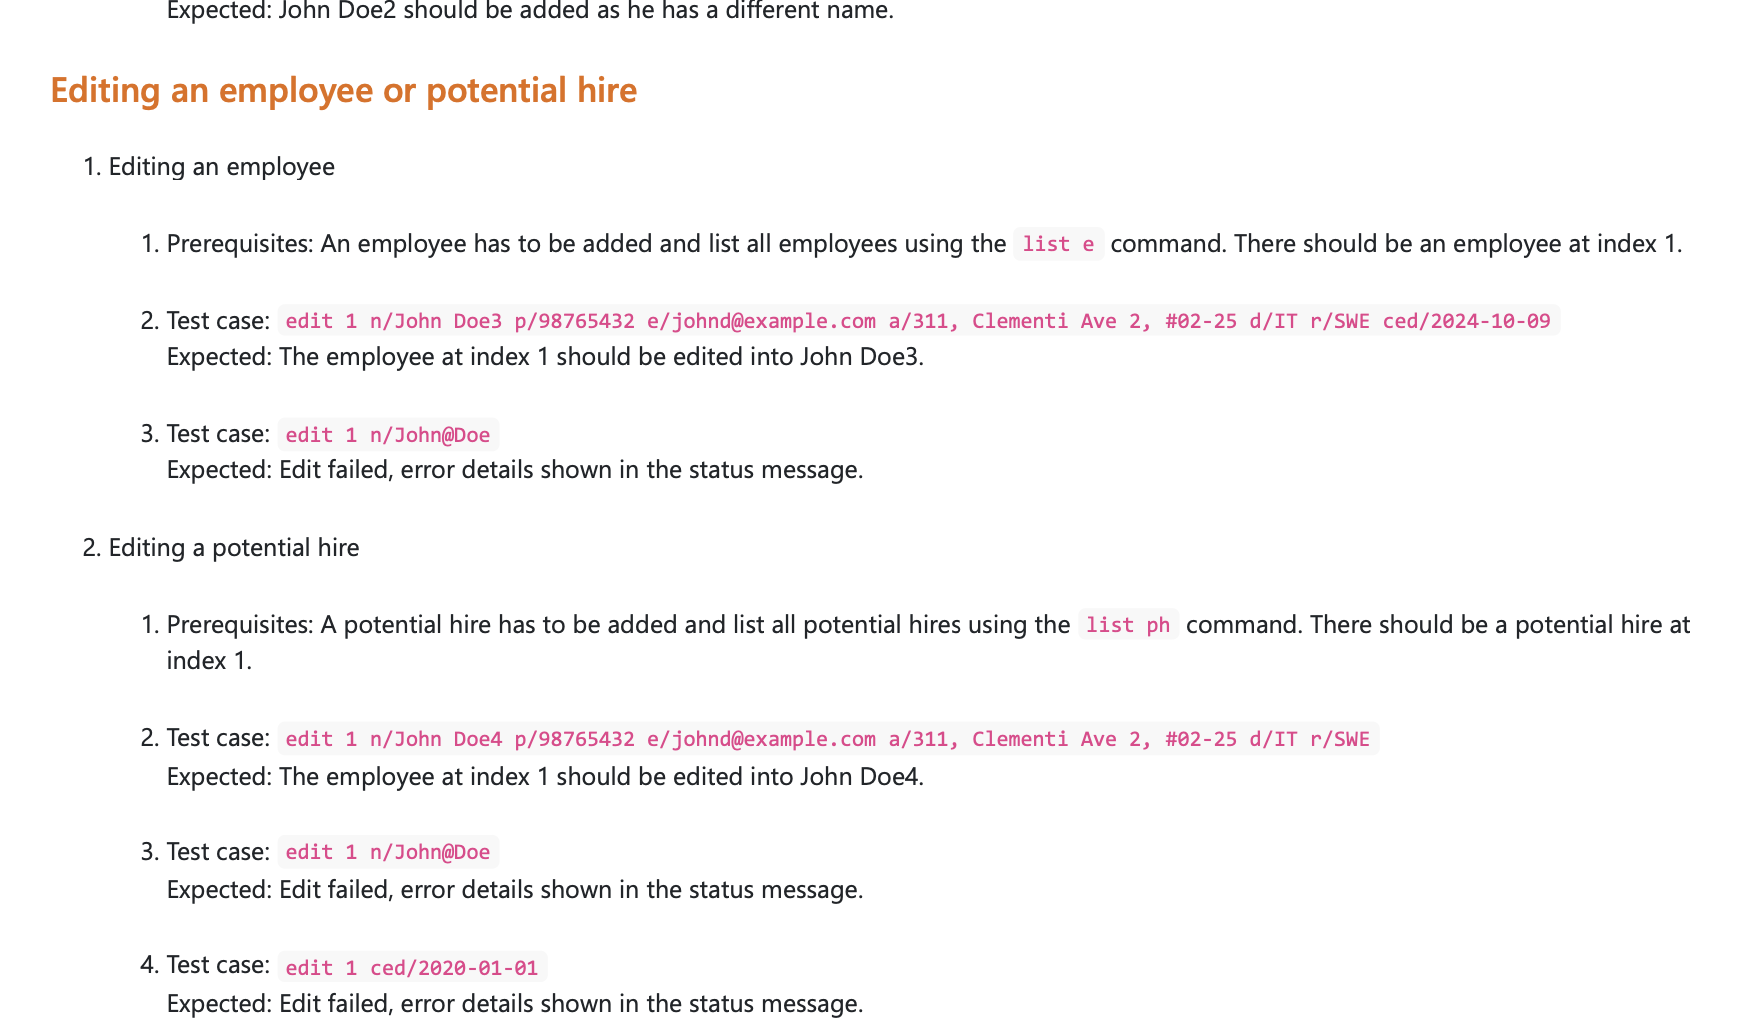 Expected: John Doe2 should be added as he has a different name.
Editing an employee or potential hire
1. Editing an employee
1. Prerequisites: An employee has to be added and list all employees using the list e command. There should be an employee at index 1.
2. Test case: edit 1 n/John Doe3 p/98765432 e/johnd@example.com a/311, Clementi Ave 2, #02-25 d/IT r/SWE ced/2024-10-09
Expected: The employee at index 1 should be edited into John Doe3.
3. Test case: edit 1 n/John@Doe
Expected: Edit failed, error details shown in the status message.
2. Editing a potential hire
1. Prerequisites: A potential hire has to be added and list all potential hires using the list ph command. There should be a potential hire at
index 1.
2. Test case: edit 1 n/John Doe4 p/98765432 e/johnd@example.com a/311, Clementi Ave 2, #02-25 d/IT r/SWE
Expected: The employee at index 1 should be edited into John Doe4.
3. Test case: edit 1 n/John@Doe
Expected: Edit failed, error details shown in the status message.
4. Test case: edit 1 ced/2020-01-01
Expected: Edit failed, error details shown in the status message.